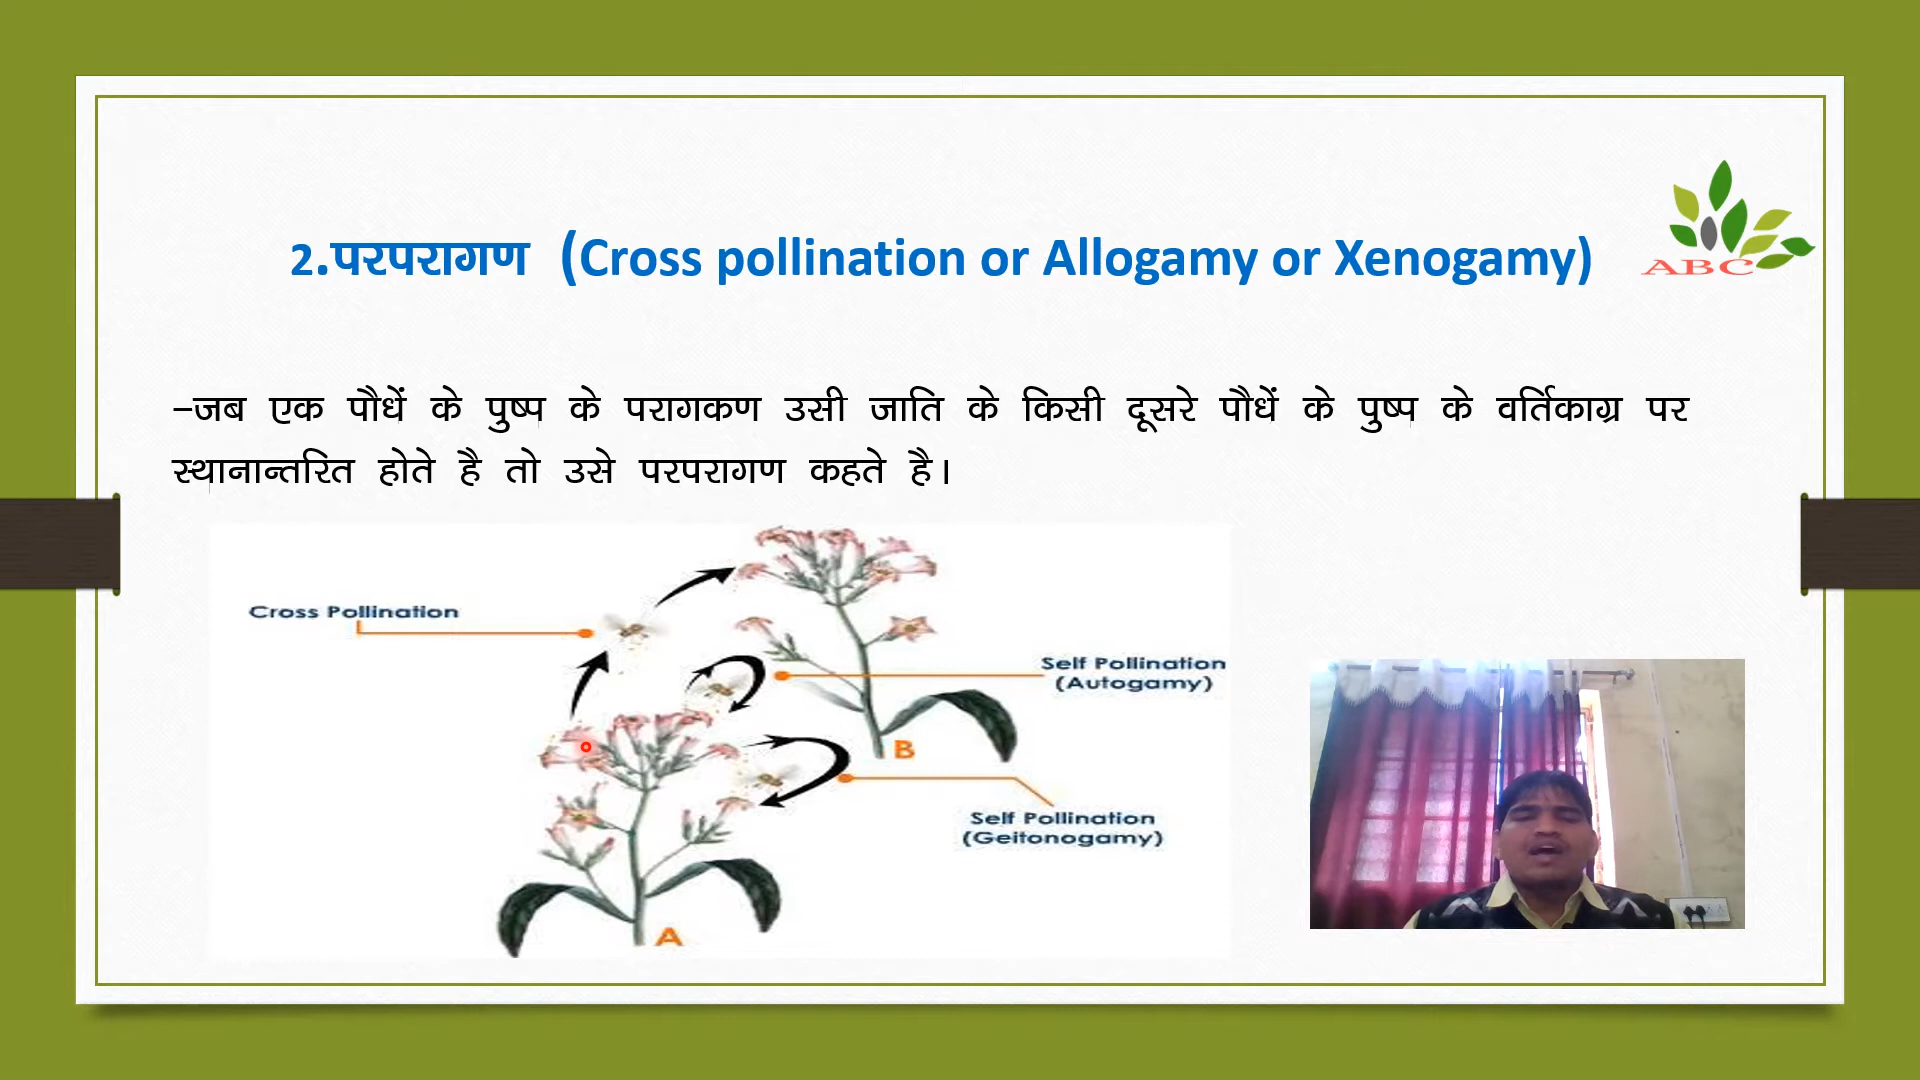 2.परपरागण (Cross pollination or Allogamy or Xenogamy)
ABC
–जब एक पौधें के पुष्प के परागकण उसी जाति के किसी दूसरे पौधें के पुष्प के वर्तिकाग्र पर
स्थानान्तरित होते है तो उसे परपरागण कहते है।
Cross Pollination
Self Pollination
(Autogamy)
B
Self Pollination
(Geitonogamy)
A